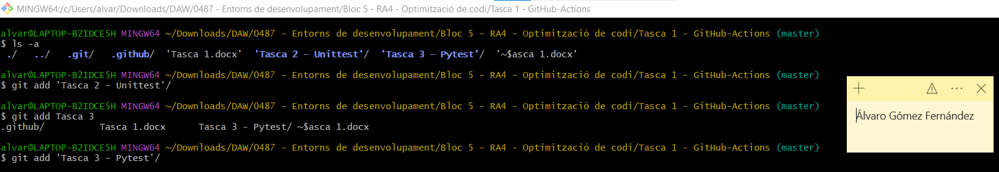 MINGW64:/c/Users/alvar/Downloads/DAW/0487 - Entorns de desenvolupament/Bloc 5 - RA4 - Optimització de codi/Tasca 1 - GitHub-Actions
alvar@LAPTOP-B2IDCE5H MINGW64 ~/Downloads/DAW/0487 - Entorns de desenvolupament/Bloc 5 - RA4 - Optimització de codi/Tasca 1 - GitHub-Actions (master)
$ ls -a
./ ../ .git/ .github/ 'Tasca 1.docx' 'Tasca 2 - Unittest'/ 'Tasca 3 - Pytest'/ '~$asca 1.docx'
alvar@LAPTOP-B2IDCE5H MINGW64 ~/Downloads/DAW/0487 - Entorns de desenvolupament/Bloc 5 - RA4 - Optimització de codi/Tasca 1 - GitHub-Actions (master)
$ git add 'Tasca 2 - Unittest'/
alvar@LAPTOP-B2IDCE5H MINGW64 ~/Downloads/DAW/0487 - Entorns de desenvolupament/Bloc 5 - RA4 - Optimització de codi/Tasca 1 - GitHub-Actions (master)
$ git add Tasca 3
.github/ Tasca 1.docx Tasca 3 - Pytest/ ~$asca 1.docx
alvar@LAPTOP-B2IDCE5H MINGW64 ~/Downloads/DAW/0487 - Entorns de desenvolupament/Bloc 5 - RA4 - Optimització de codi/Tasca 1 - GitHub-Actions (master)
$ git add 'Tasca 3 - Pytest'/
Álvaro Gómez Fernández